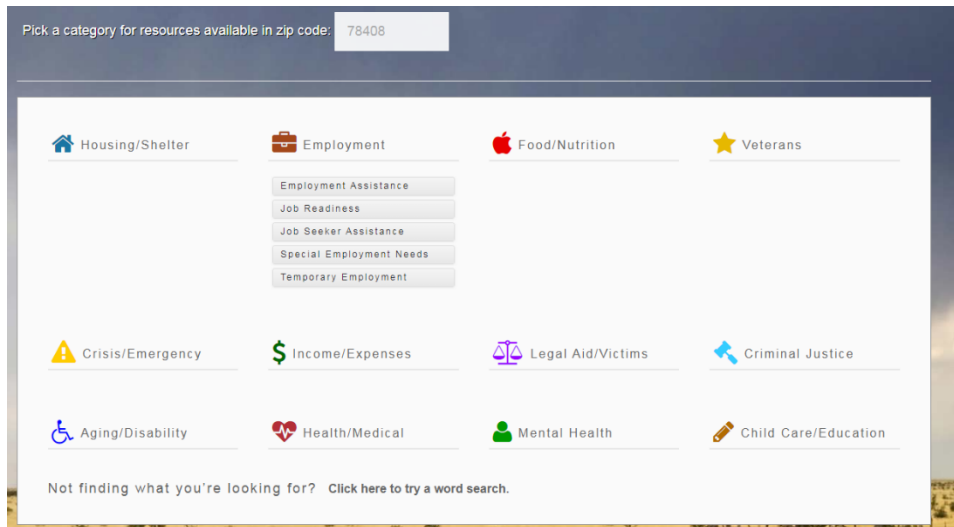 Pick a category for resources available in zip code: 78408
Housing/Shelter
Employment
Food/Nutrition
Veterans
Employment Assistance
Job Readiness
Job Seeker Assistance
Special Employment Needs
Temporary Employment
Crisis/Emergency
Income/Expenses
Legal Aid/Victims
Criminal Justice
Aging/Disability
Health/Medical
Mental Health
Child Care/Education
Not finding what you're looking for? Click here to try a word search.